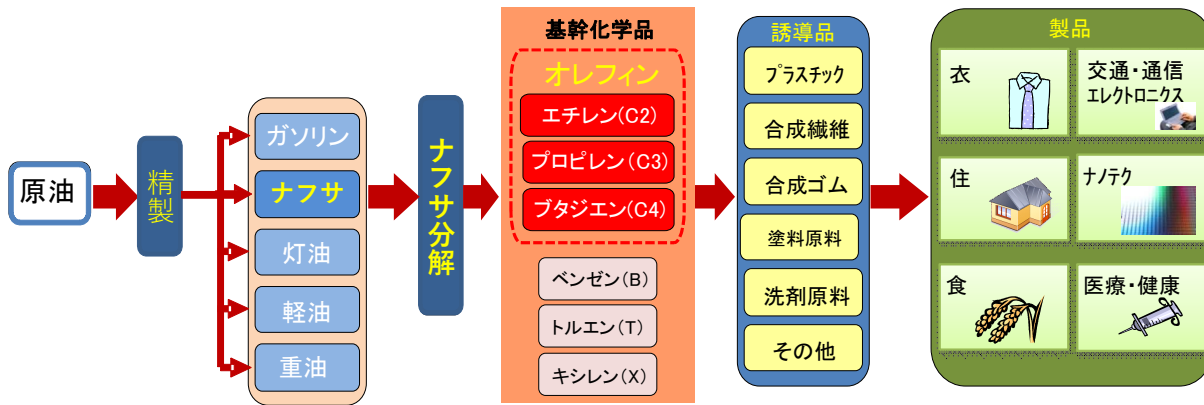 原油
精製
ガソリン
ナフサ
灯油
軽油
重油
ナフサ分解
基幹化学品
オレフィン
エチレン(C2)
プロピレン(C3)
ブタジエン(C4)
ベンゼン(B)
トルエン(T)
キシレン(X)
誘導品
プラスチック
合成繊維
合成ゴム
塗料原料
洗剤原料
その他
製品
衣
交通・通信
エレクトロニクス
住
ナノテク
食
医療・健康